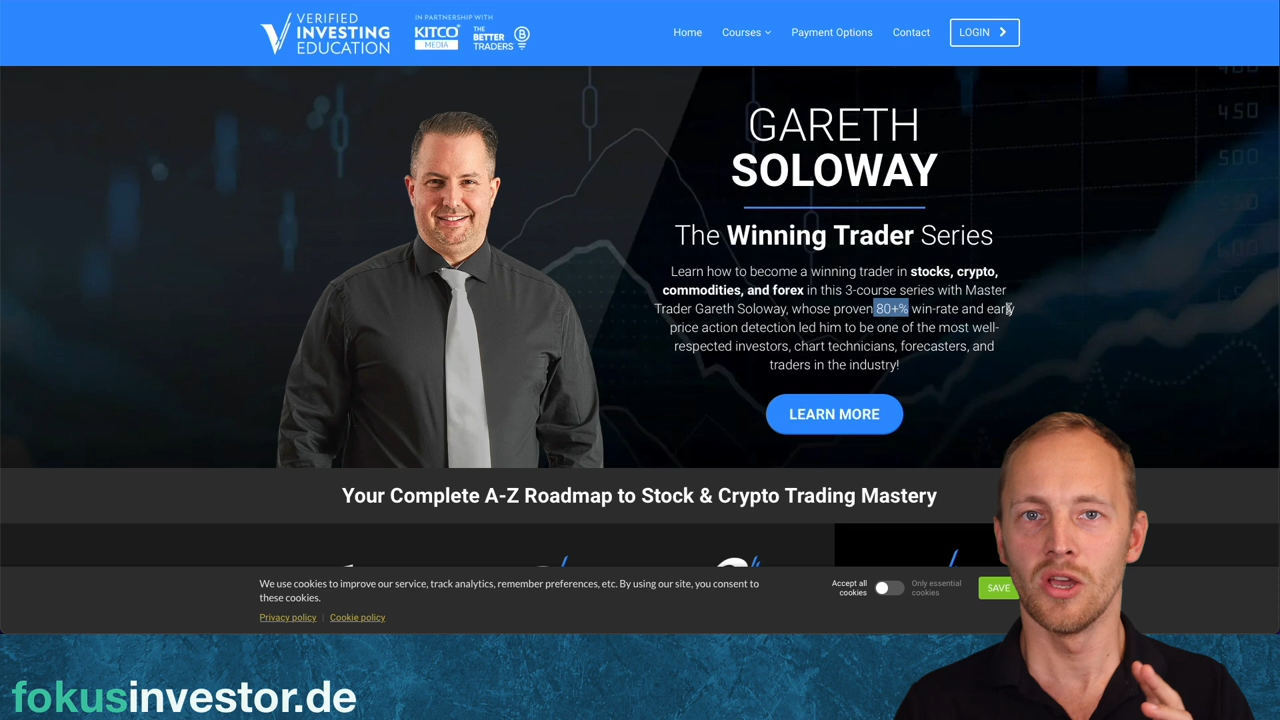 VERIFIED
INVESTING
EDUCATION
IN PARTNERSHIP WITH
KITCO
MEDIA
THE
BETTER
TRADERS
Home
Courses
Payment Options
Contact
LOGIN
450
500
GARETH
SOLOWAY
The Winning Trader Series
Learn how to become a winning trader in stocks, crypto,
commodities, and forex in this 3-course series with Master
Trader Gareth Soloway, whose proven 80+% win-rate and early
price action detection led him to be one of the most well-
respected investors, chart technicians, forecasters, and
traders in the industry!
LEARN MORE
Your Complete A-Z Roadmap to Stock & Crypto Trading Mastery
We use cookies to improve our service, track analytics, remember preferences, etc. By using our site, you consent to
these cookies.
Privacy policy | Cookie policy
Accept all
cookies
Only essential
cookies
SAVE
fokusinvestor.de